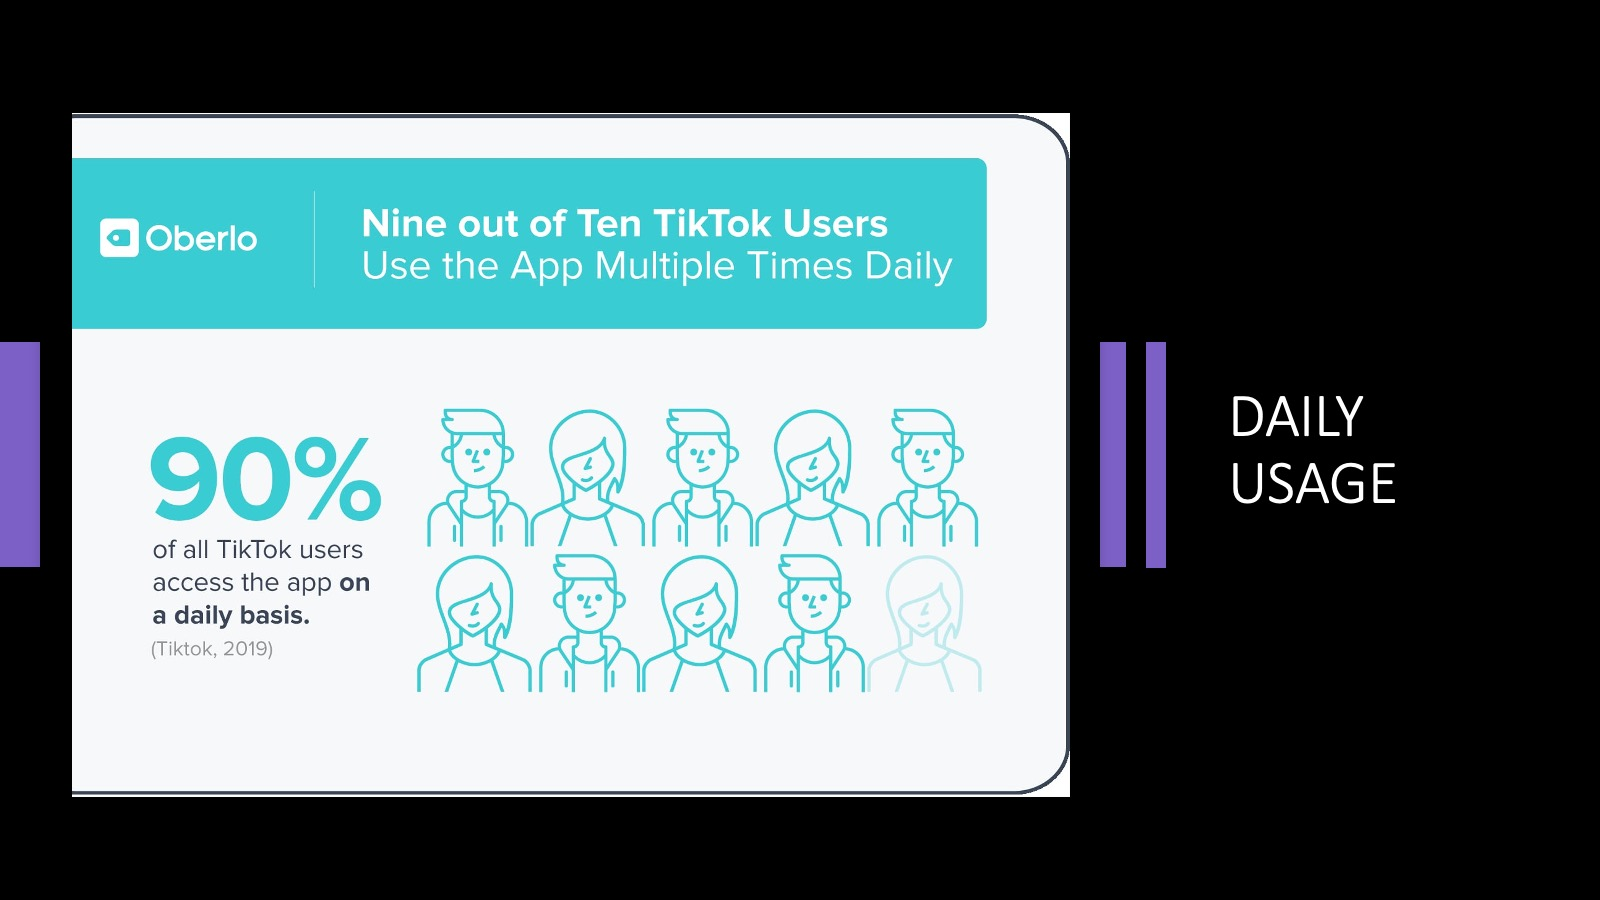 Oberlo
Nine out of Ten TikTok Users
Use the App Multiple Times Daily
90%
of all TikTok users
access the app on
a daily basis.
(Tiktok, 2019)
DAILY
USAGE